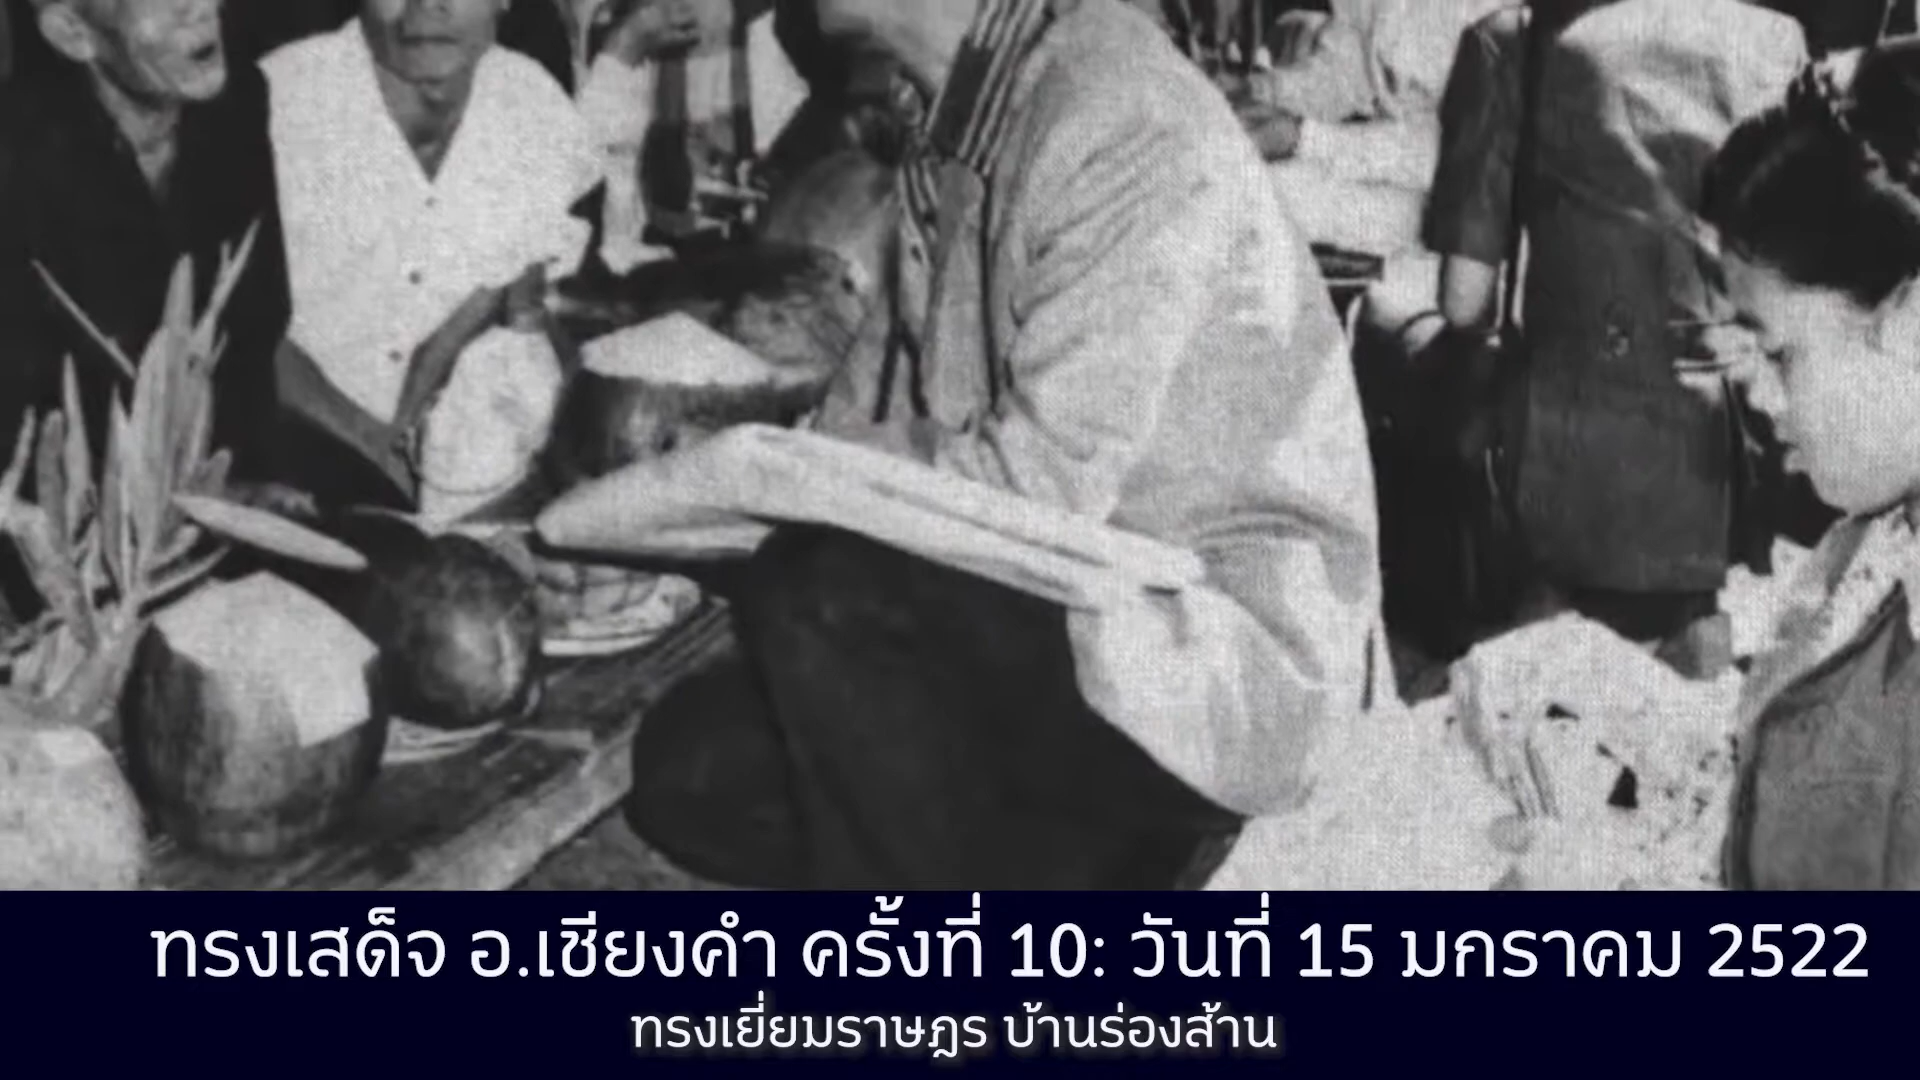 ทรงเสด็จ อ.เชียงคำ ครั้งที่ 10: วันที่ 15 มกราคม 2522
ทรงเยี่ยมราษฎร บ้านร่องส้าน